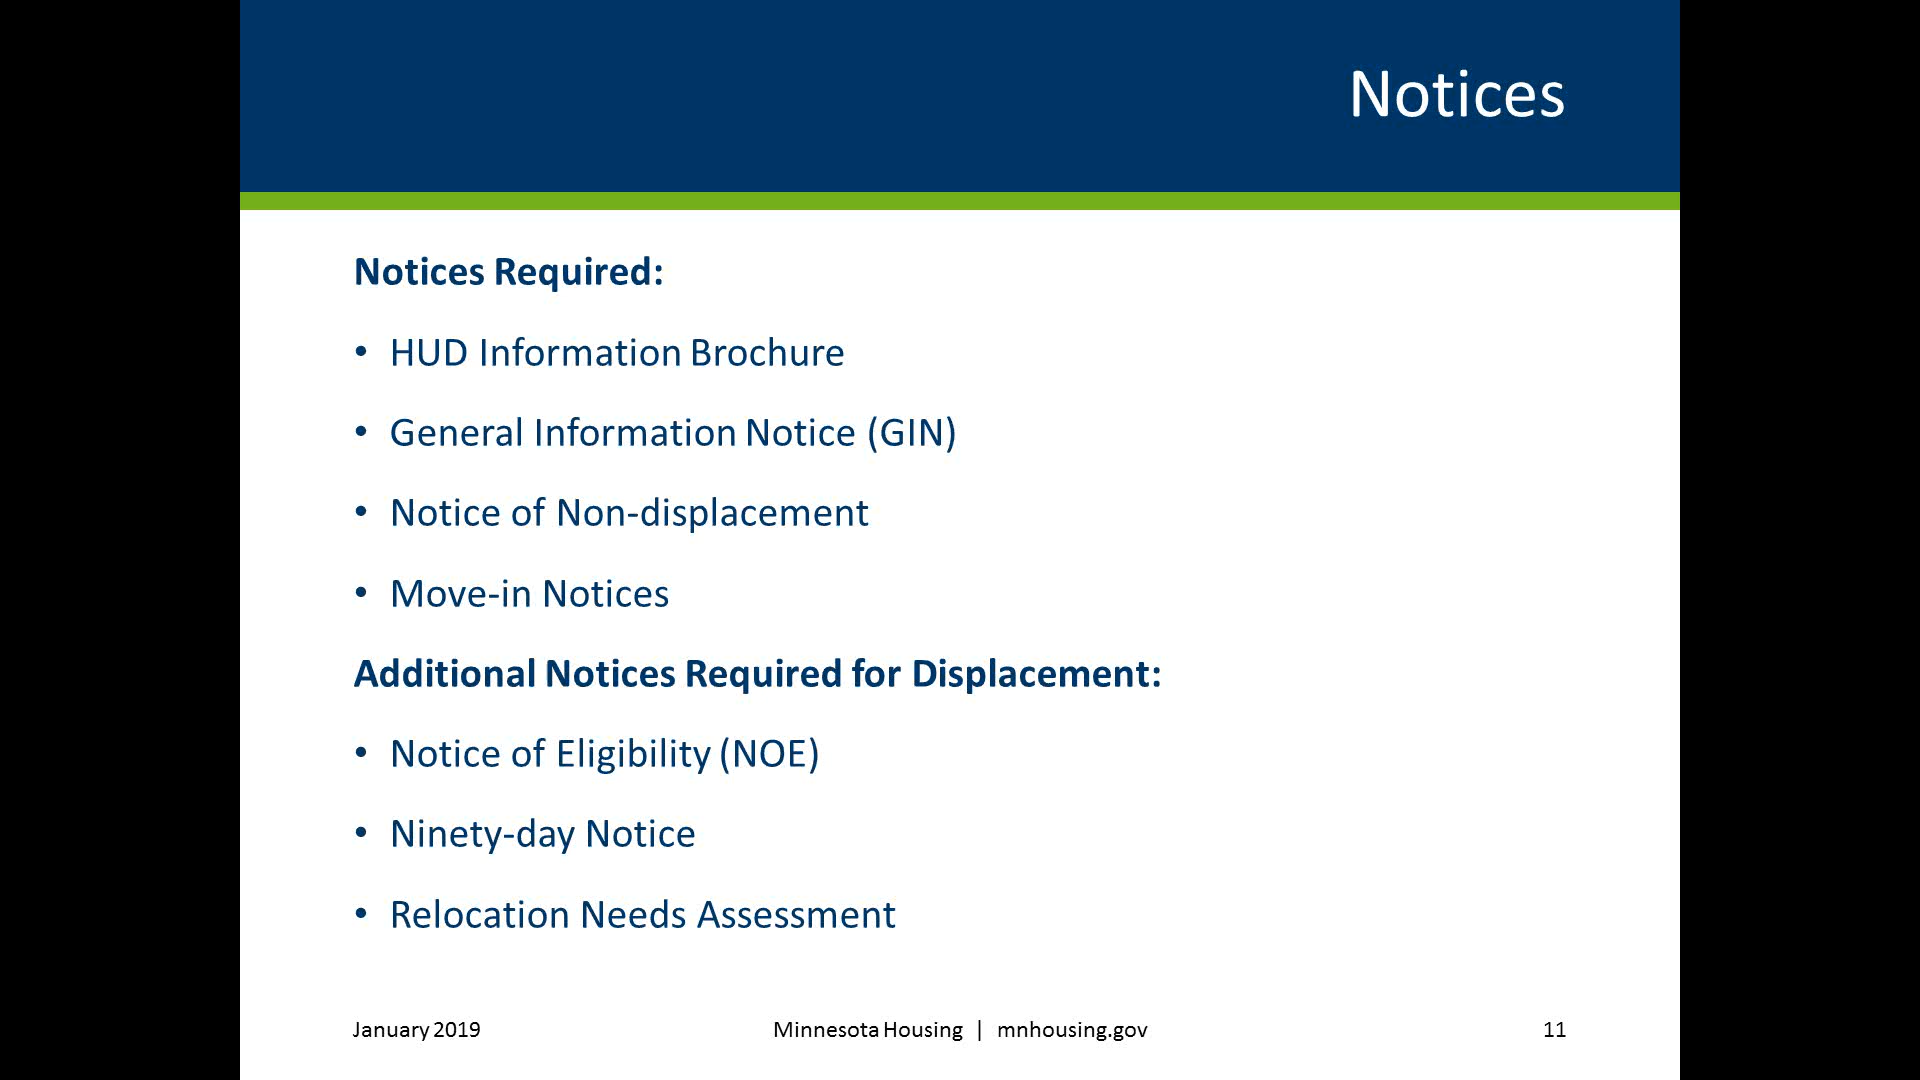 Notices
Notices Required:
• HUD Information Brochure
• General Information Notice (GIN)
• Notice of Non-displacement
• Move-in Notices
Additional Notices Required for Displacement:
• Notice of Eligibility (NOE)
• Ninety-day Notice
• Relocation Needs Assessment
January 2019 Minnesota Housing | mnhousing.gov 11